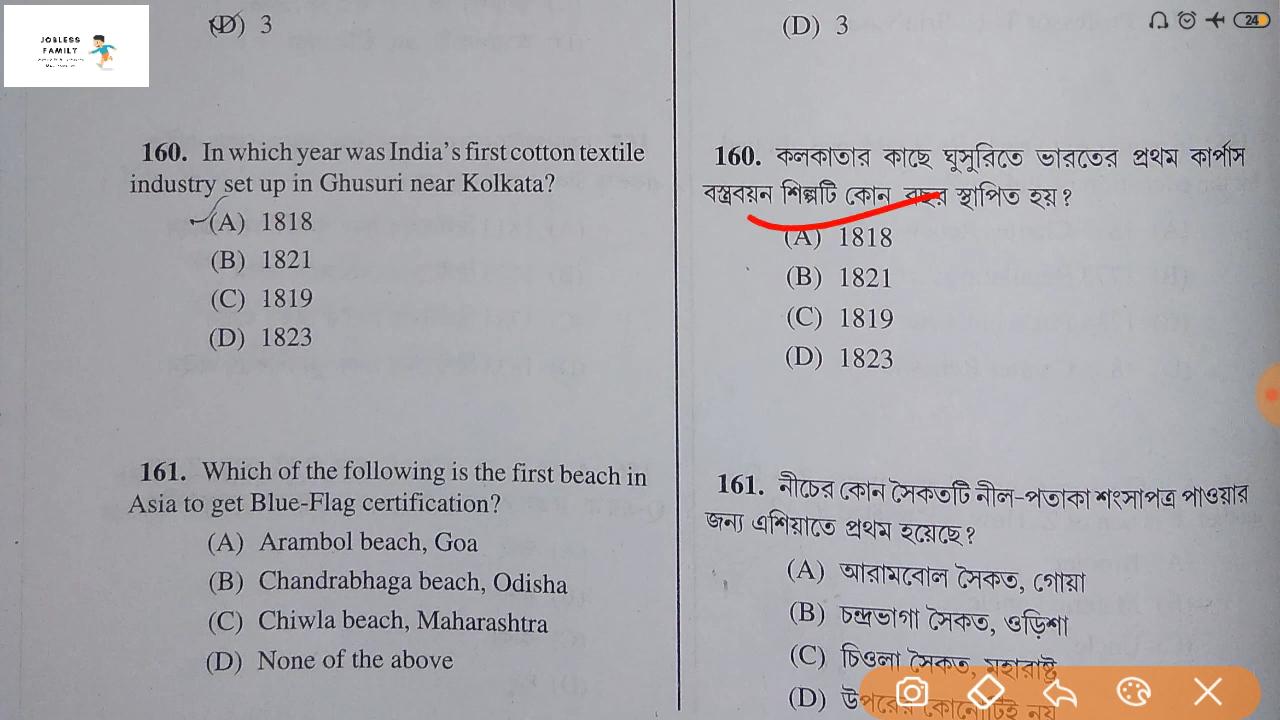 JOBLESS
FAMILY
24
(D) 3
160. In which year was India's first cotton textile
industry set up in Ghusuri near Kolkata?
(A) 1818
(B) 1821
(C) 1819
(D) 1823
161. Which of the following is the first beach in
Asia to get Blue-Flag certification?
(A) Arambol beach, Goa
(B) Chandrabhaga beach, Odisha
(C) Chiwla beach, Maharashtra
(D) None of the above
(D) 3
160. কলকাতার কাছে ঘুসুরিতে ভারতের প্রথম কার্পাস
বস্ত্রবয়ন শিল্পটি কোন বছর স্থাপিত হয়?
(A) 1818
(B) 1821
(C) 1819
(D) 1823
161. নীচের কোন সৈকতটি নীল-পতাকা শংসাপত্র পাওয়ার
জন্য এশিয়াতে প্রথম হয়েছে?
(A) আরামবোল সৈকত, গোয়া
(B) চন্দ্রভাগা সৈকত, ওড়িশা
(C) চিওলা সৈকত, মহারাষ্ট্র
(D) উপরের কোনোটিই নয়